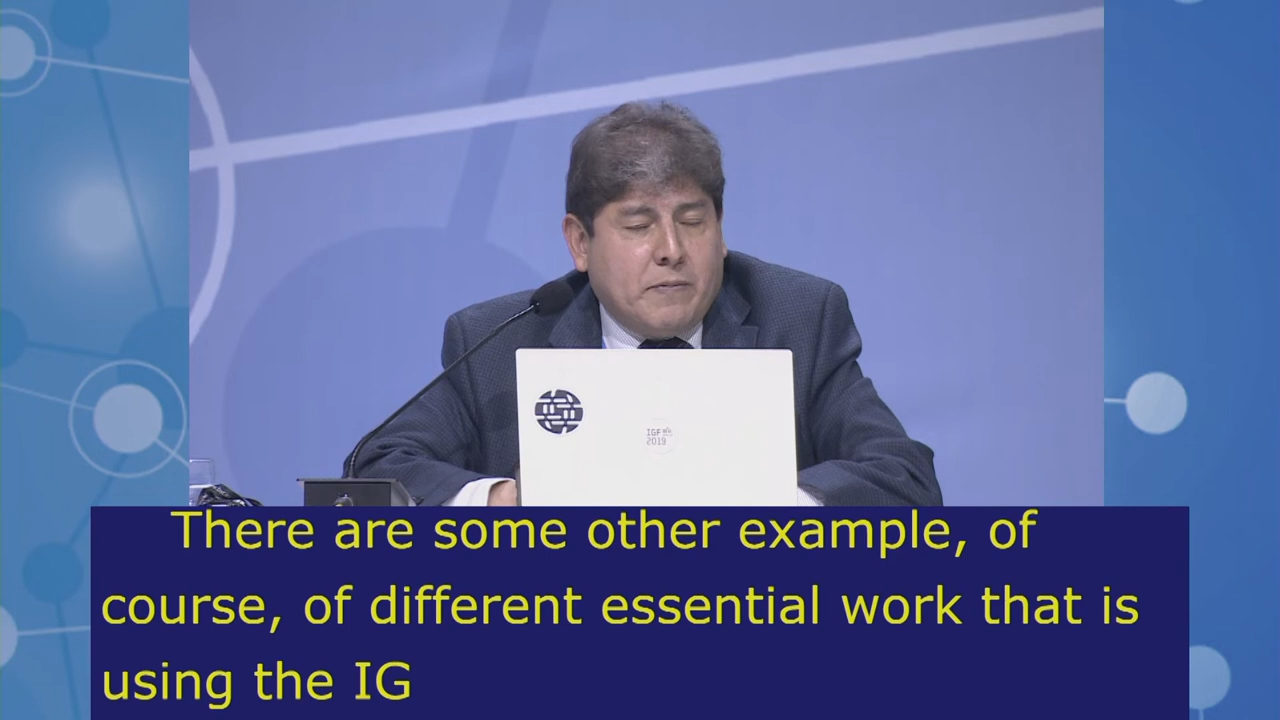 IGF
2019
There are some other example, of
course, of different essential work that is
using the IG